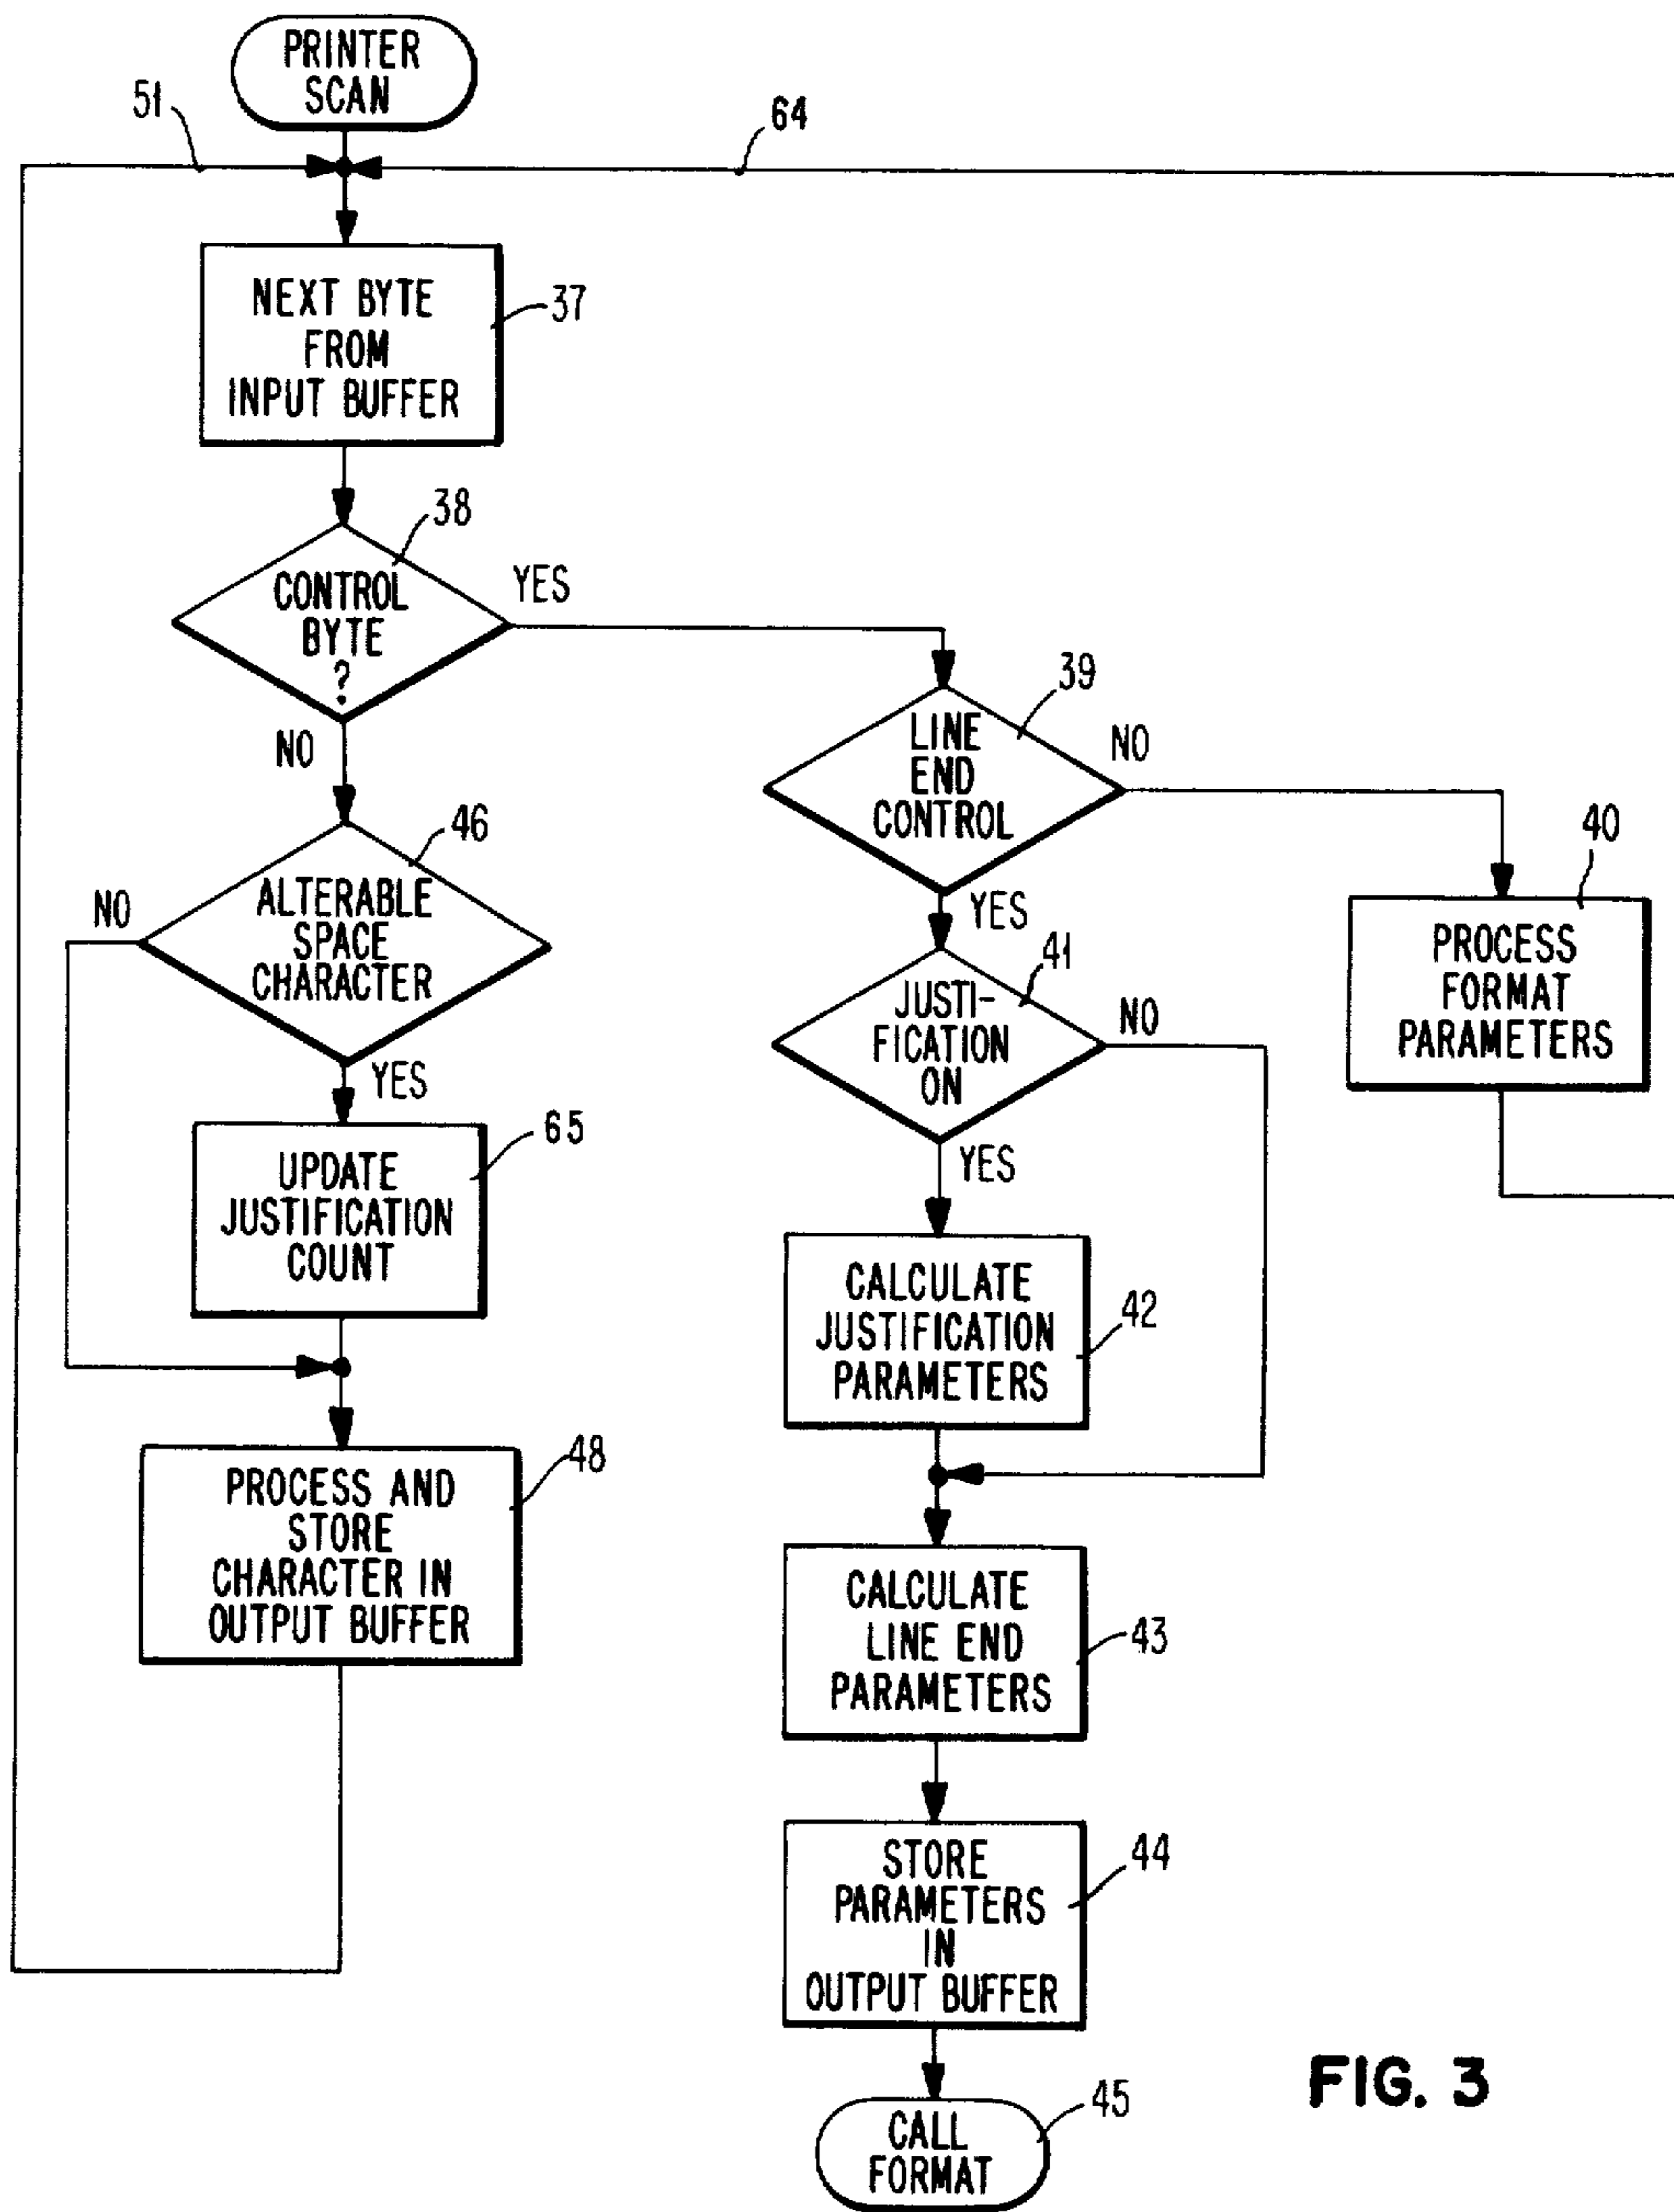 PRINTER
SCAN
51
64
NEXT BYTE
FROM
INPUT BUFFER
37
38
CONTROL
BYTE
?
YES
NO
39
LINE
END
CONTROL
NO
YES
40
PROCESS
FORMAT
PARAMETERS
46
ALTERABLE
SPACE
CHARACTER
NO
YES
41
JUSTI-
FICATION
ON
NO
YES
65
UPDATE
JUSTIFICATION
COUNT
CALCULATE
JUSTIFICATION
PARAMETERS
42
48
PROCESS AND
STORE
CHARACTER IN
OUTPUT BUFFER
CALCULATE
LINE END
PARAMETERS
43
STORE
PARAMETERS
IN
OUTPUT BUFFER
44
CALL
FORMAT
45
FIG. 3